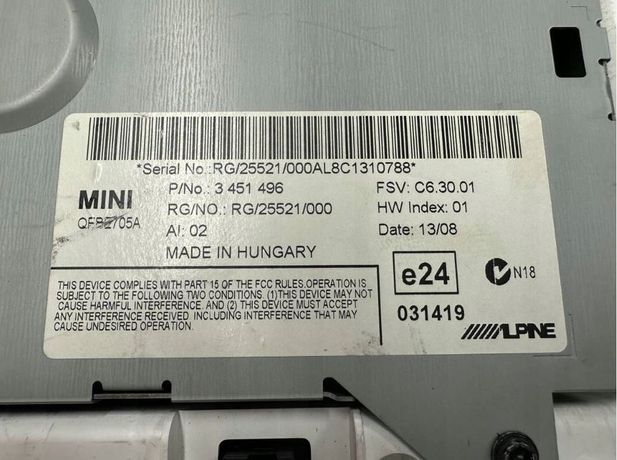 *Serial No.:RG/25521/000AL8C1310788*
MINI
P/No.: 3 451 496
FSV: C6.30.01
RG/NO.: RG/25521/000
HW Index: 01
AI: 02
Date: 13/08
MADE IN HUNGARY
THIS DEVICE COMPLIES WITH PART 15 OF THE FCC RULES.OPERATION IS
SUBJECT TO THE FOLLOWING TWO CONDITIONS. (1)THIS DEVICE MAY NOT
CAUSE HARMFUL INTERFERENCE, AND (2) THIS DEVICE MUST ACCEPT
ANY INTERFERENCE RECEIVED. INCLUDING INTERFERENCE THAT MAY
CAUSE UNDESIRED OPERATION.
e24
N18
031419
ALPINE